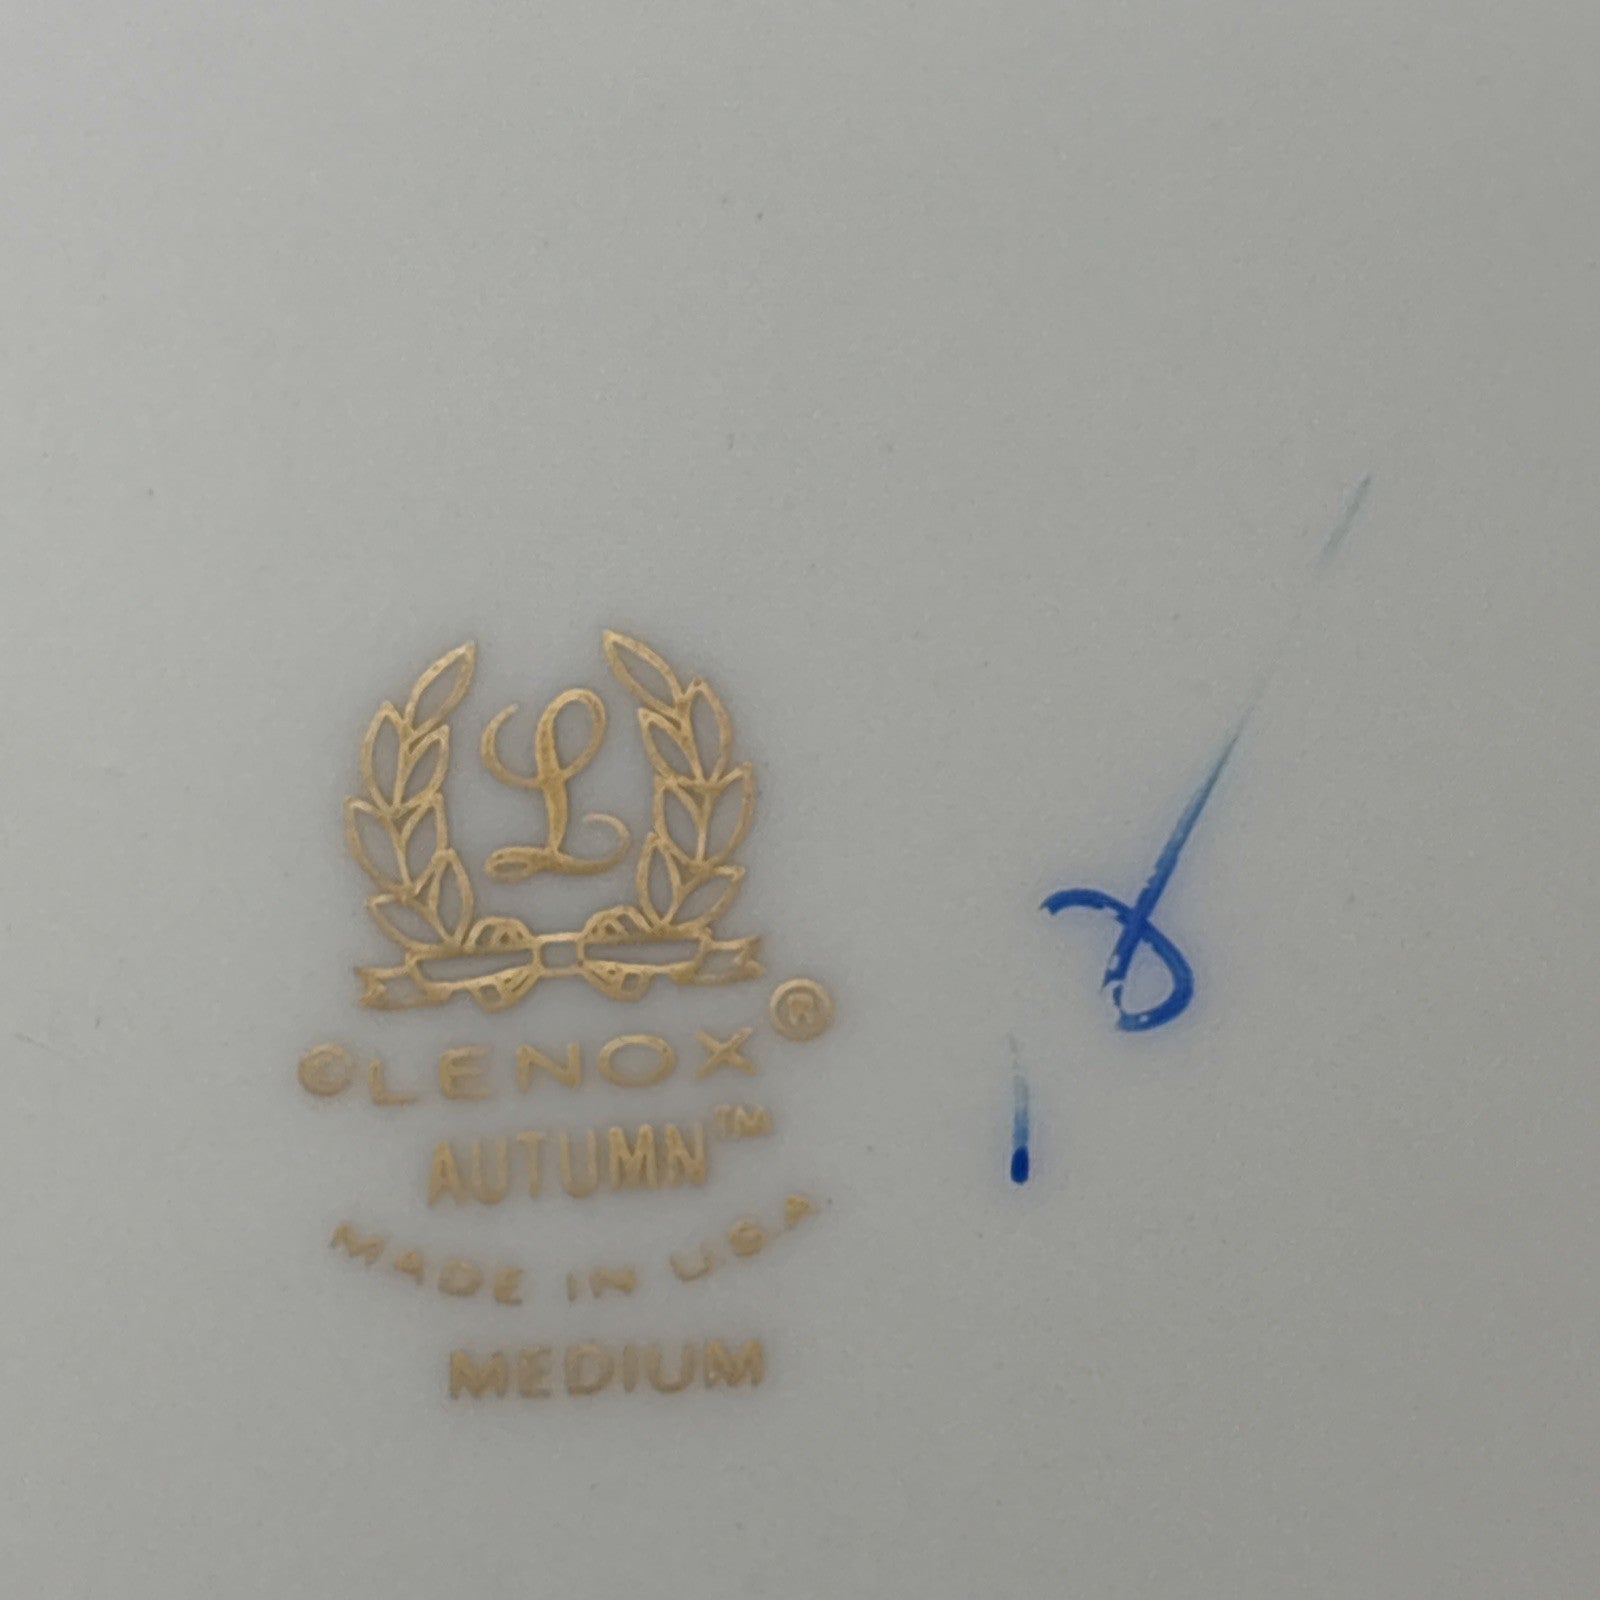 L
©LENOX®
AUTUMN™
MADE IN U.S.A
MEDIUM